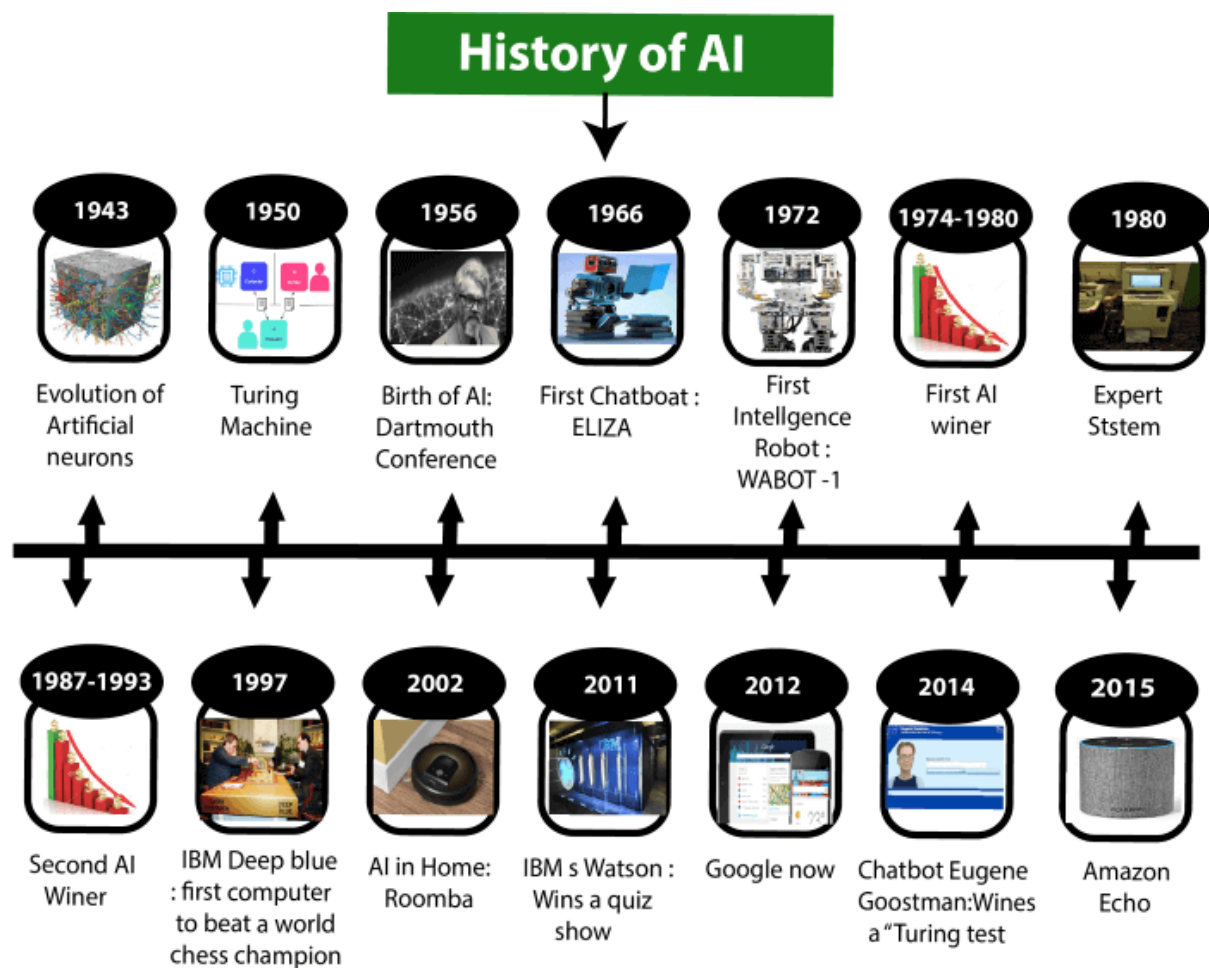 History of AI
1943
1950
1956
1966
1972
1974-1980
1980
Evolution of
Artificial
neurons
Turing
Machine
Birth of AI:
Dartmouth
Conference
First Chatboat :
ELIZA
First
Intellgence
Robot :
WABOT -1
First AI
winer
Expert
Ststem
1987-1993
1997
2002
2011
2012
2014
2015
IBM
Second AI
Winer
IBM Deep blue
: first computer
to beat a world
chess champion
AI in Home:
Roomba
IBM s Watson :
Wins a quiz
show
Google now
Chatbot Eugene
Goostman:Wines
a “Turing test
Amazon
Echo